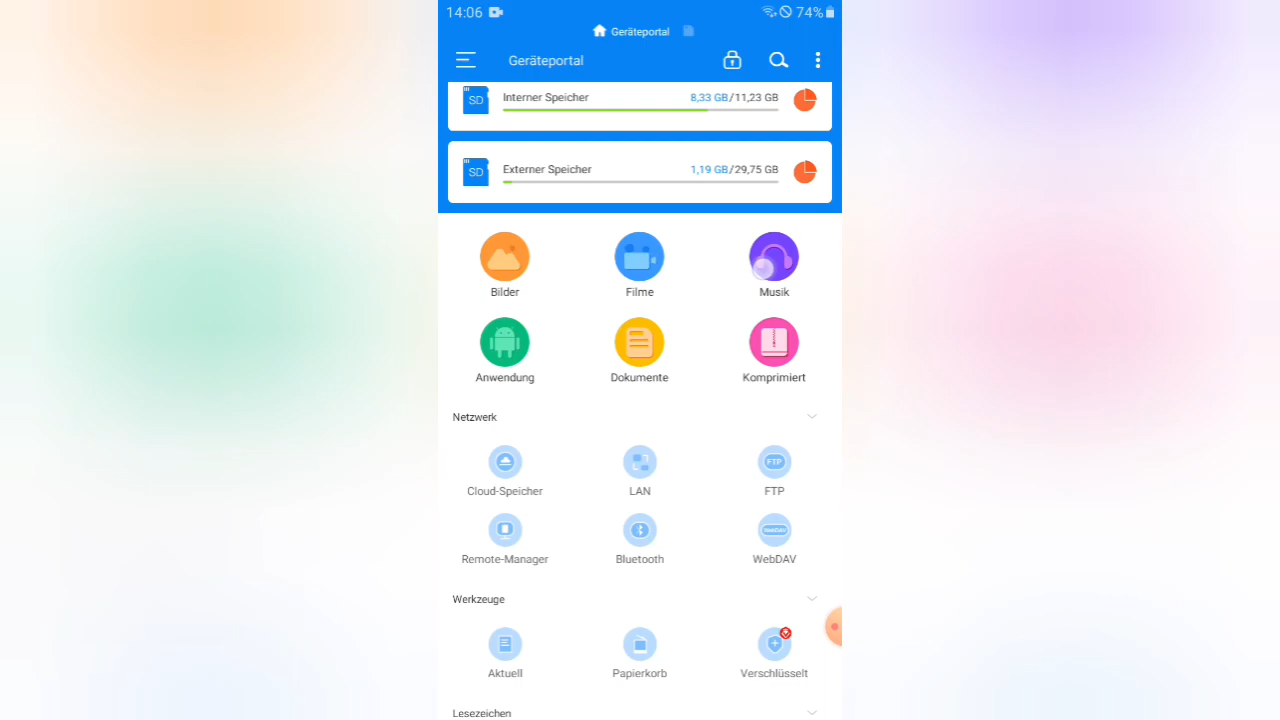 14:06 74%
Geräteportal
Geräteportal
SD Interner Speicher 8,33 GB/11,23 GB
SD Externer Speicher 1,19 GB/29,75 GB
Bilder Filme Musik
Anwendung Dokumente Komprimiert
Netzwerk
FTP
Cloud-Speicher LAN FTP
WebDAV
Remote-Manager Bluetooth WebDAV
Werkzeuge
Aktuell Papierkorb Verschlüsselt
Lesezeichen